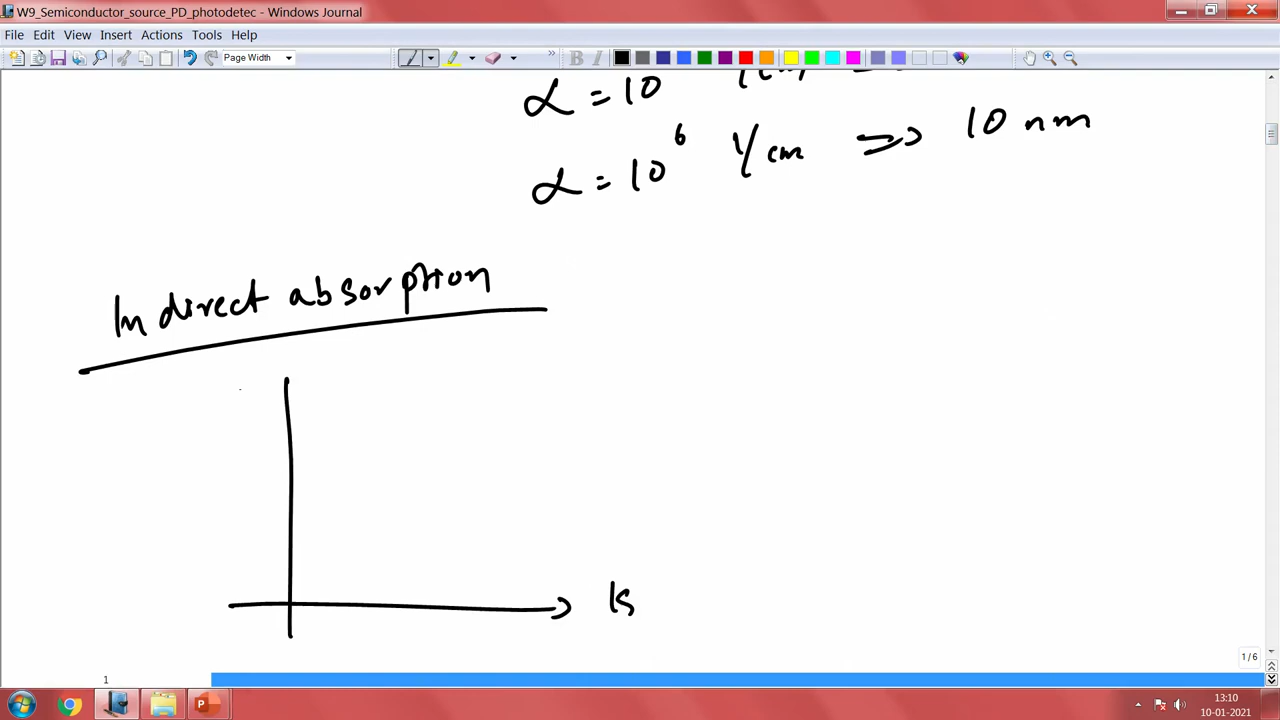 W9_Semiconductor_source_PD_photodetec - Windows Journal
File Edit View Insert Actions Tools Help
Page Width
α = 10
α = 10⁶ 1/cm => 10 nm
Indirect absorption
k
1/6
1
13:10
10-01-2021